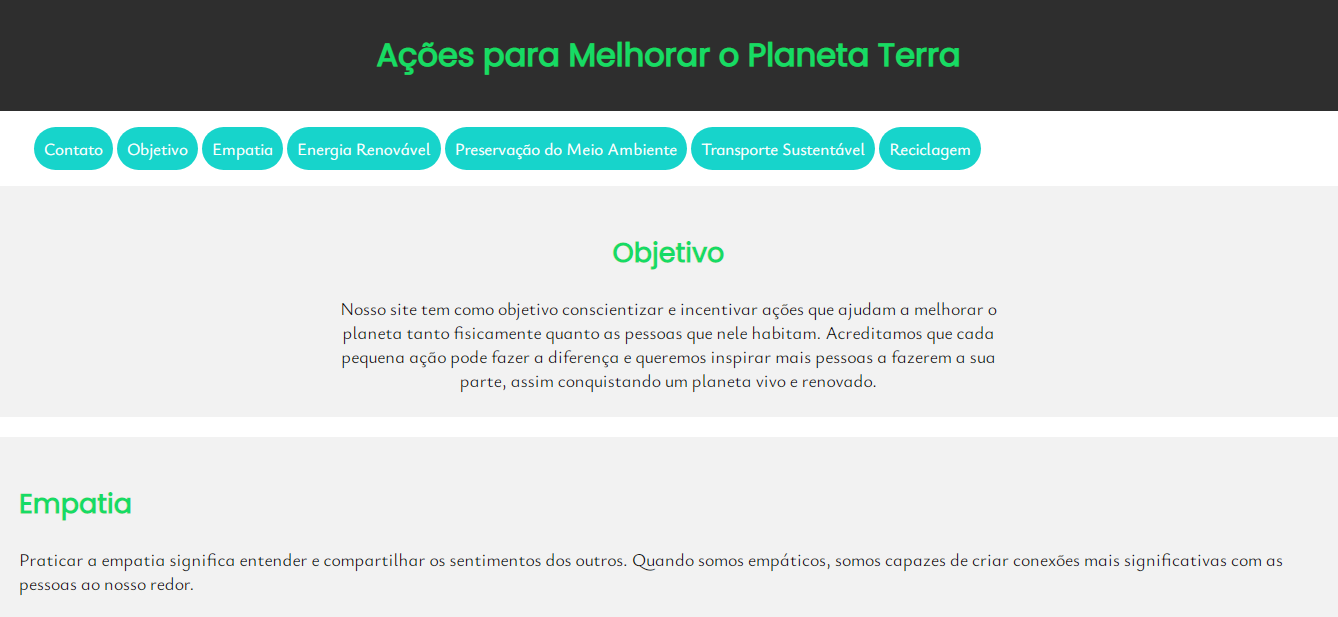 Ações para Melhorar o Planeta Terra
Contato Objetivo Empatia Energia Renovável Preservação do Meio Ambiente Transporte Sustentável Reciclagem
Objetivo
Nosso site tem como objetivo conscientizar e incentivar ações que ajudam a melhorar o
planeta tanto fisicamente quanto as pessoas que nele habitam. Acreditamos que cada
pequena ação pode fazer a diferença e queremos inspirar mais pessoas a fazerem a sua
parte, assim conquistando um planeta vivo e renovado.
Empatia
Praticar a empatia significa entender e compartilhar os sentimentos dos outros. Quando somos empáticos, somos capazes de criar conexões mais significativas com as
pessoas ao nosso redor.